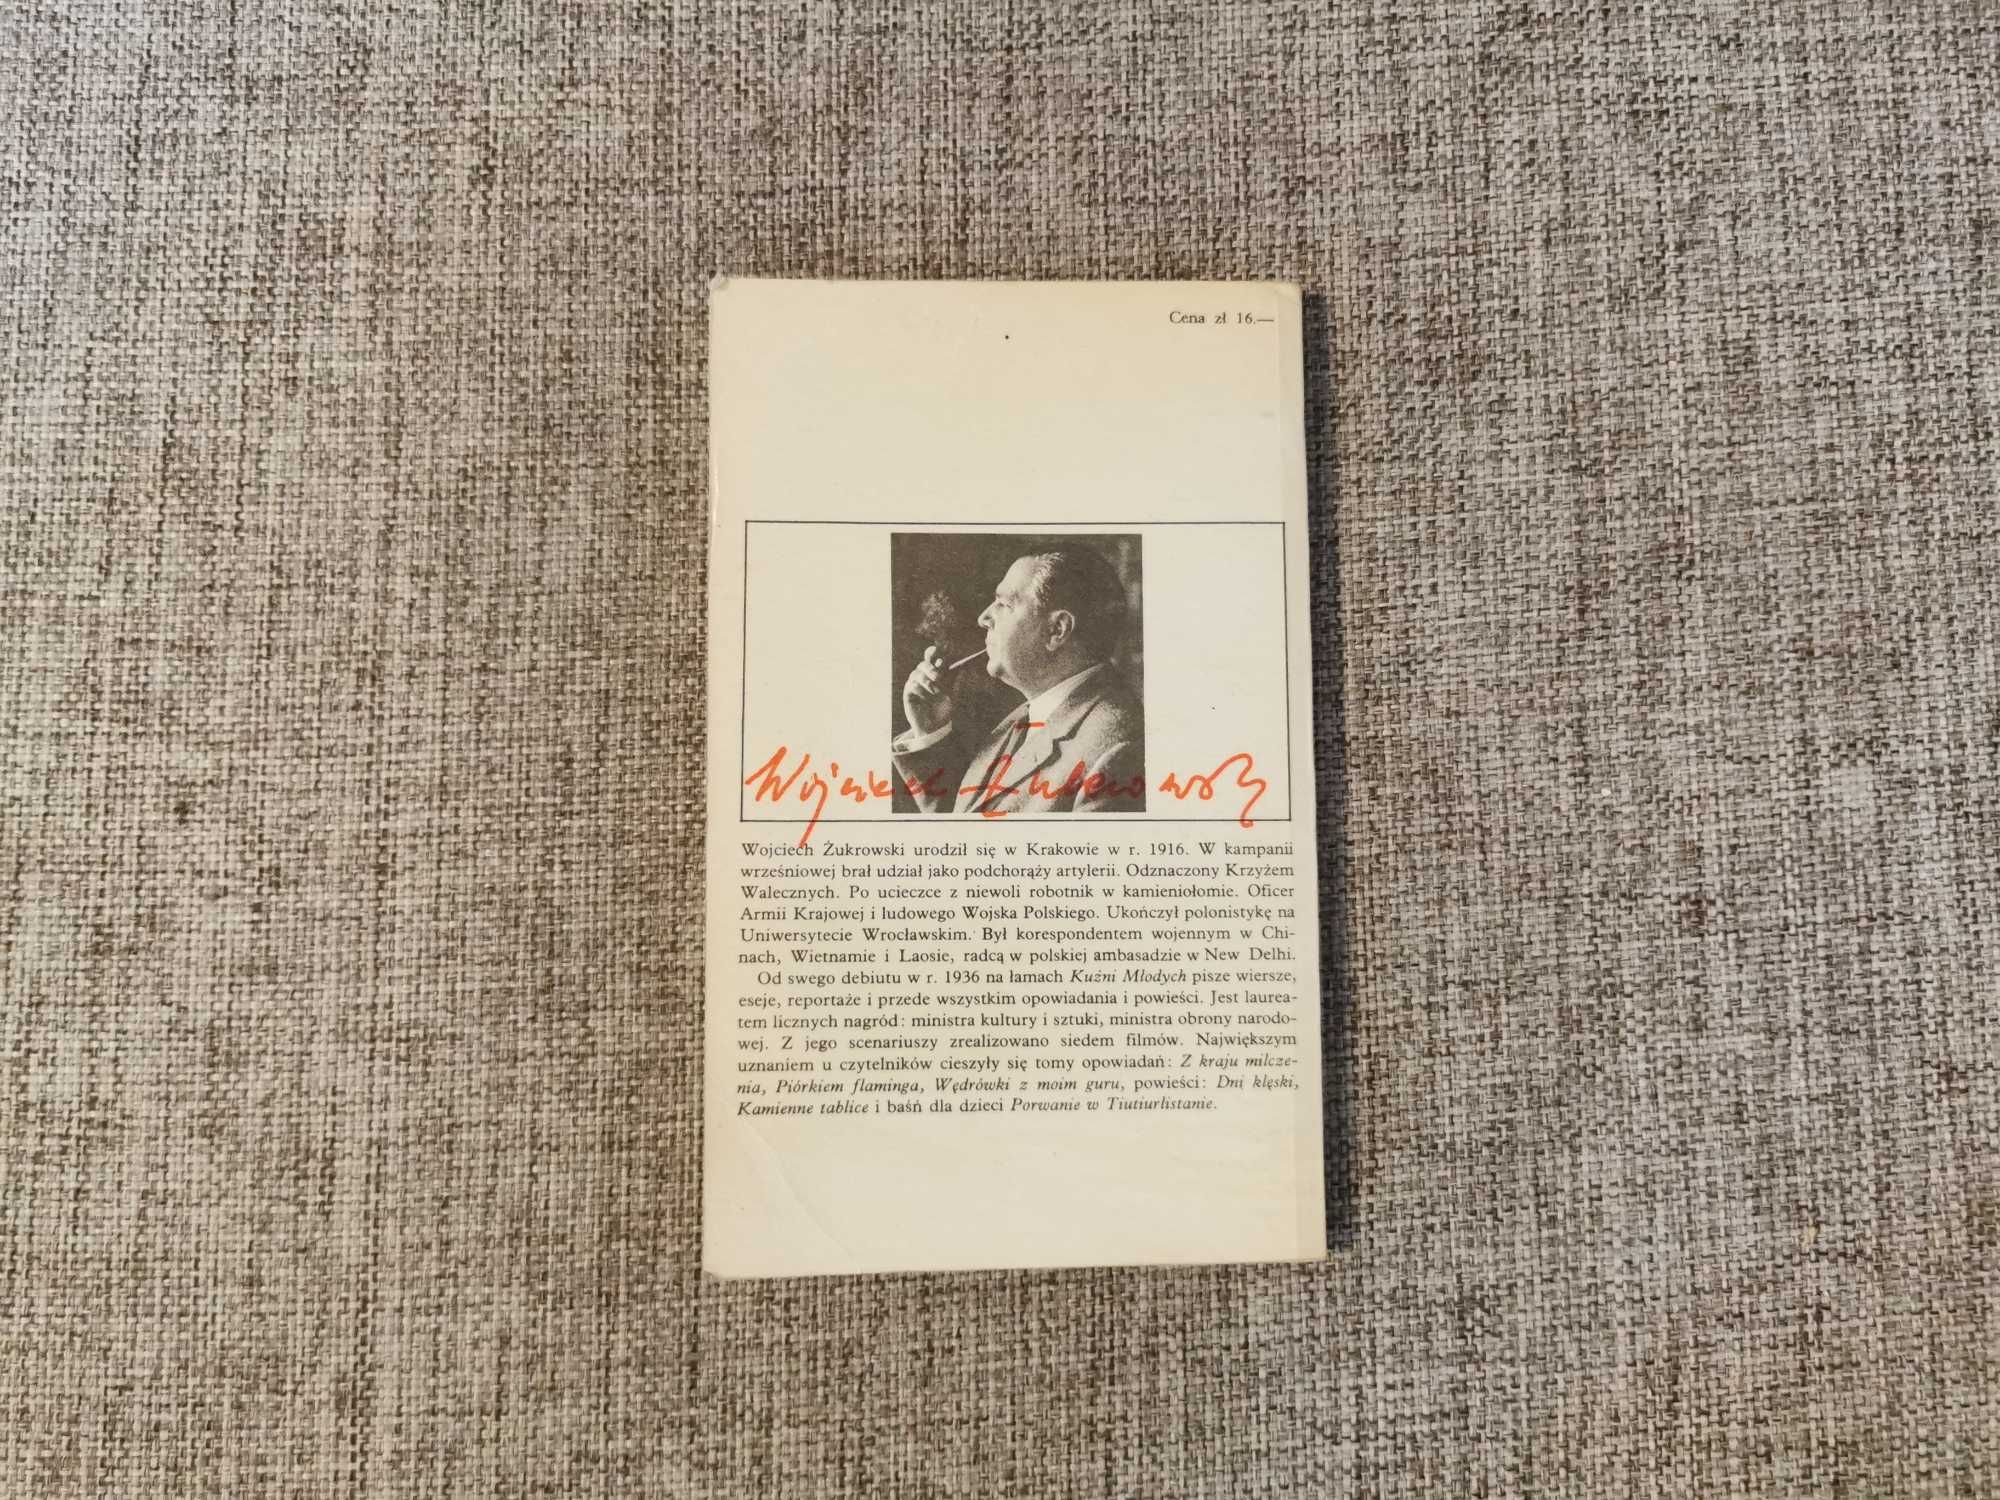 Cena zł 16.—
Wojciech Żukrowski
Wojciech Żukrowski urodził się w Krakowie w r. 1916. W kampanii
wrześniowej brał udział jako podchorąży artylerii. Odznaczony Krzyżem
Walecznych. Po ucieczce z niewoli robotnik w kamieniołomie. Oficer
Armii Krajowej i ludowego Wojska Polskiego. Ukończył polonistykę na
Uniwersytecie Wrocławskim. Był korespondentem wojennym w Chi-
nach, Wietnamie i Laosie, radcą w polskiej ambasadzie w New Delhi.
Od swego debiutu w r. 1936 na łamach Kuźni Młodych pisze wiersze,
eseje, reportaże i przede wszystkim opowiadania i powieści. Jest laurea-
tem licznych nagród: ministra kultury i sztuki, ministra obrony narodo-
wej. Z jego scenariuszy zrealizowano siedem filmów. Największym
uznaniem u czytelników cieszyły się tomy opowiadań: Z kraju milcze-
nia, Piórkiem flaminga, Wędrówki z moim guru, powieści: Dni klęski,
Kamienne tablice i baśń dla dzieci Porwanie w Tiutiurlistanie.